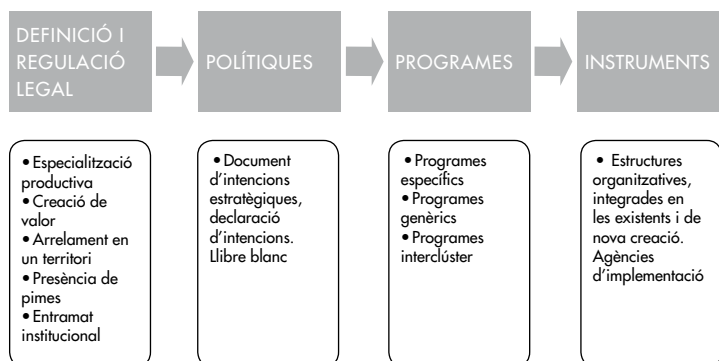 DEFINICIÓ I
REGULACIÓ
LEGAL
POLÍTIQUES
PROGRAMES
INSTRUMENTS
• Especialització
productiva
• Creació de
valor
• Arrelament en
un territori
• Presència de
pimes
• Entramat
institucional
• Document
d’intencions
estratègiques,
declaració
d’intencions.
Llibre blanc
• Programes
específics
• Programes
genèrics
• Programes
interclúster
• Estructures
organitzatives,
integrades en
les existents i de
nova creació.
Agències
d’implementació